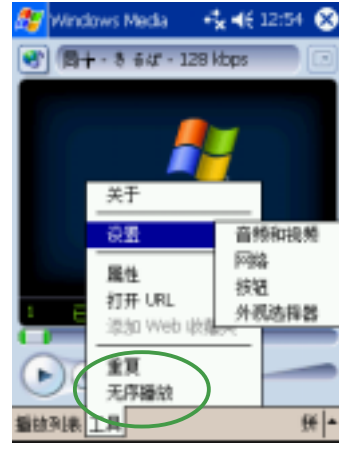 Windows Media 12:54
128 kbps
关于
设置
音频和视频
网络
按钮
外观选择器
属性
打开 URL
添加 Web 收藏夹
重复
无序播放
播放列表 工具 拼